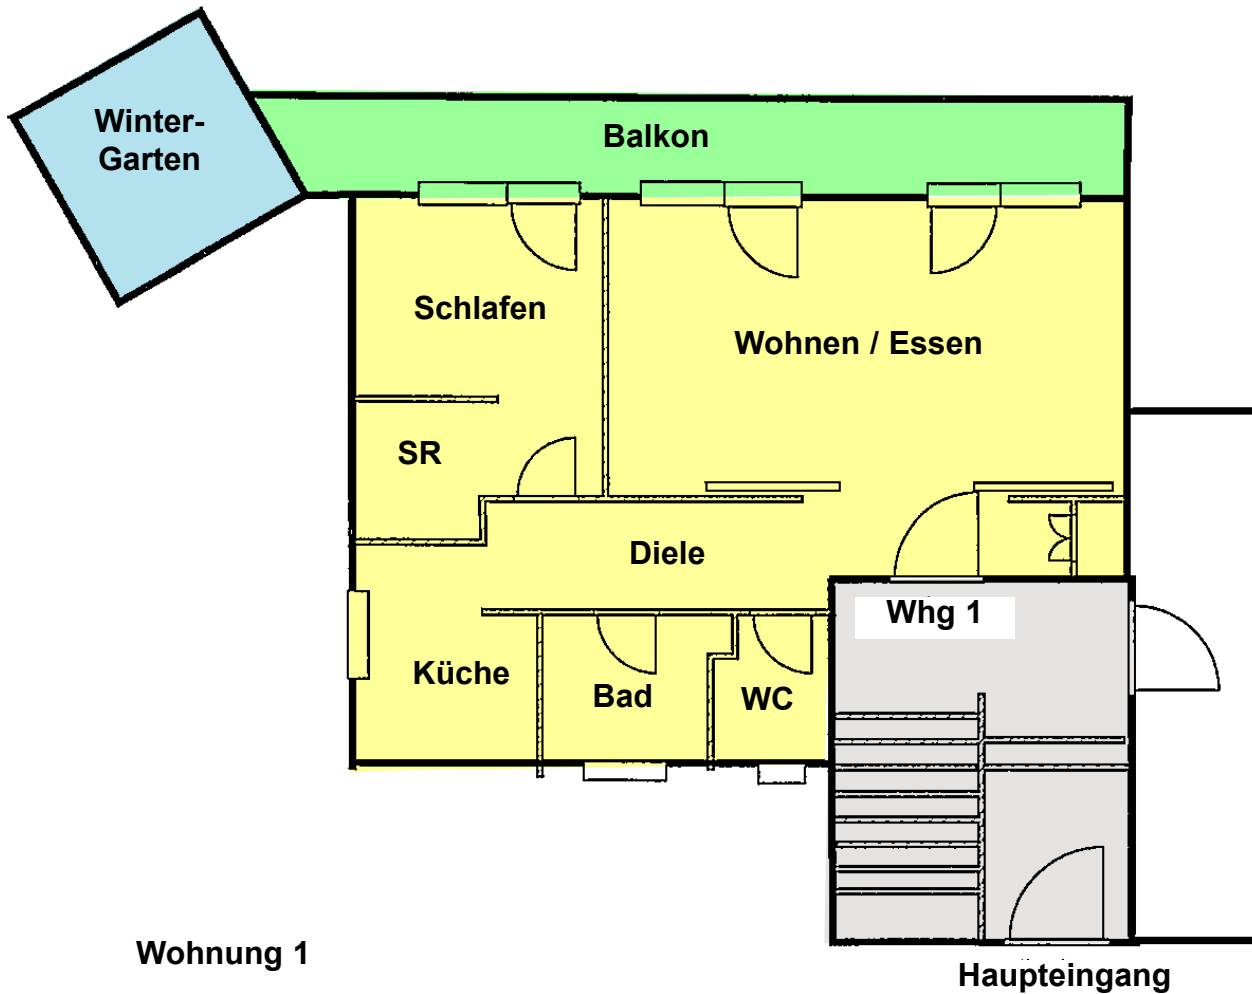 Winter-
Garten
Balkon
Schlafen
Wohnen / Essen
SR
Diele
Whg 1
Küche
Bad
WC
Wohnung 1
Haupteingang